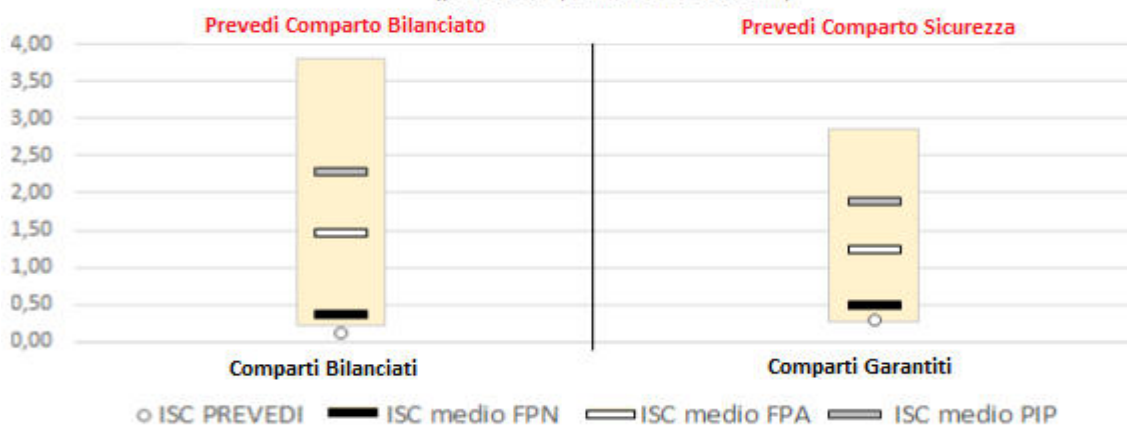 Prevedi Comparto Bilanciato
Prevedi Comparto Sicurezza
4,00
3,50
3,00
2,50
2,00
1,50
1,00
0,50
0,00
Comparti Bilanciati
Comparti Garantiti
ISC PREVEDI
ISC medio FPN
ISC medio FPA
ISC medio PIP